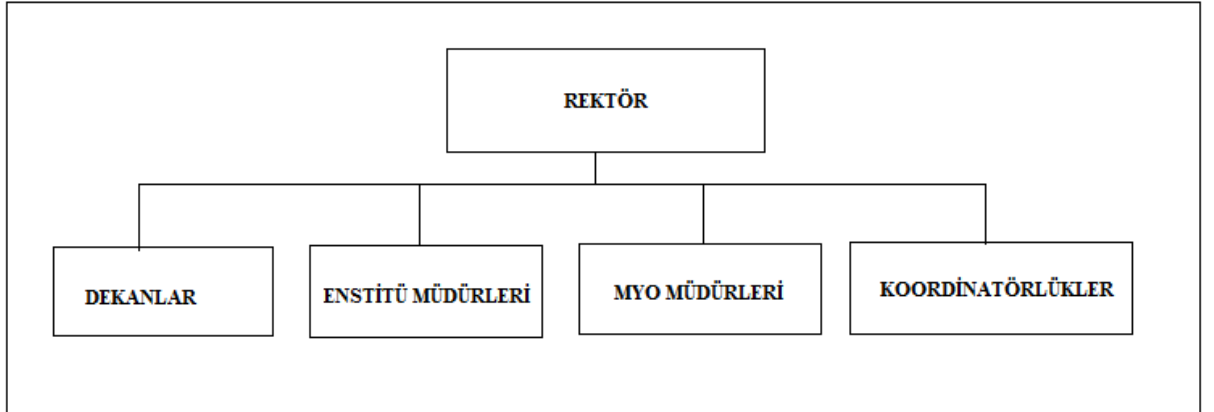 REKTÖR
DEKANLAR
ENSTİTÜ MÜDÜRLERİ
MYO MÜDÜRLERİ
KOORDİNATÖRLÜKLER